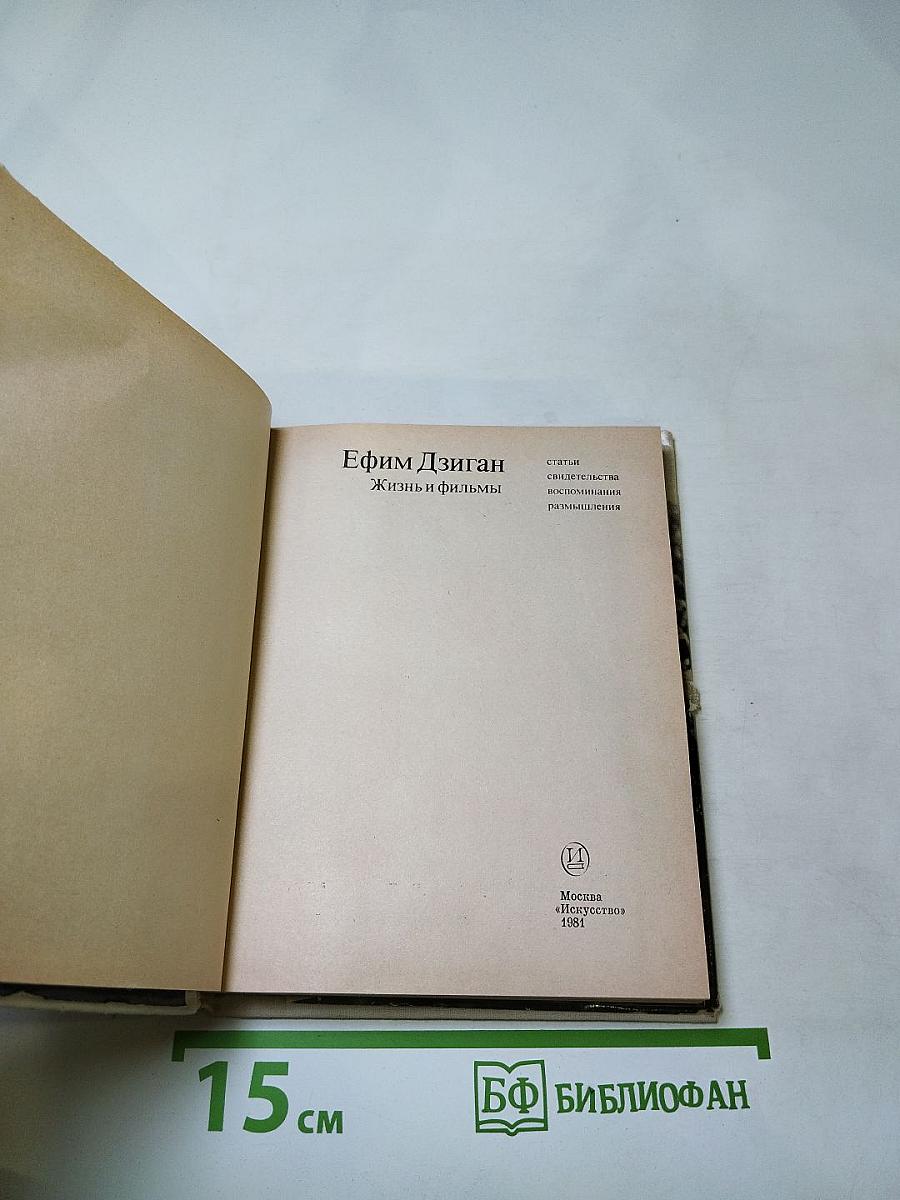 Ефим Дзиган
Жизнь и фильмы
статьи
свидетельства
воспоминания
размышления
И
Москва
«Искусство»
1981
15 см
БФ БИБЛИОФАН